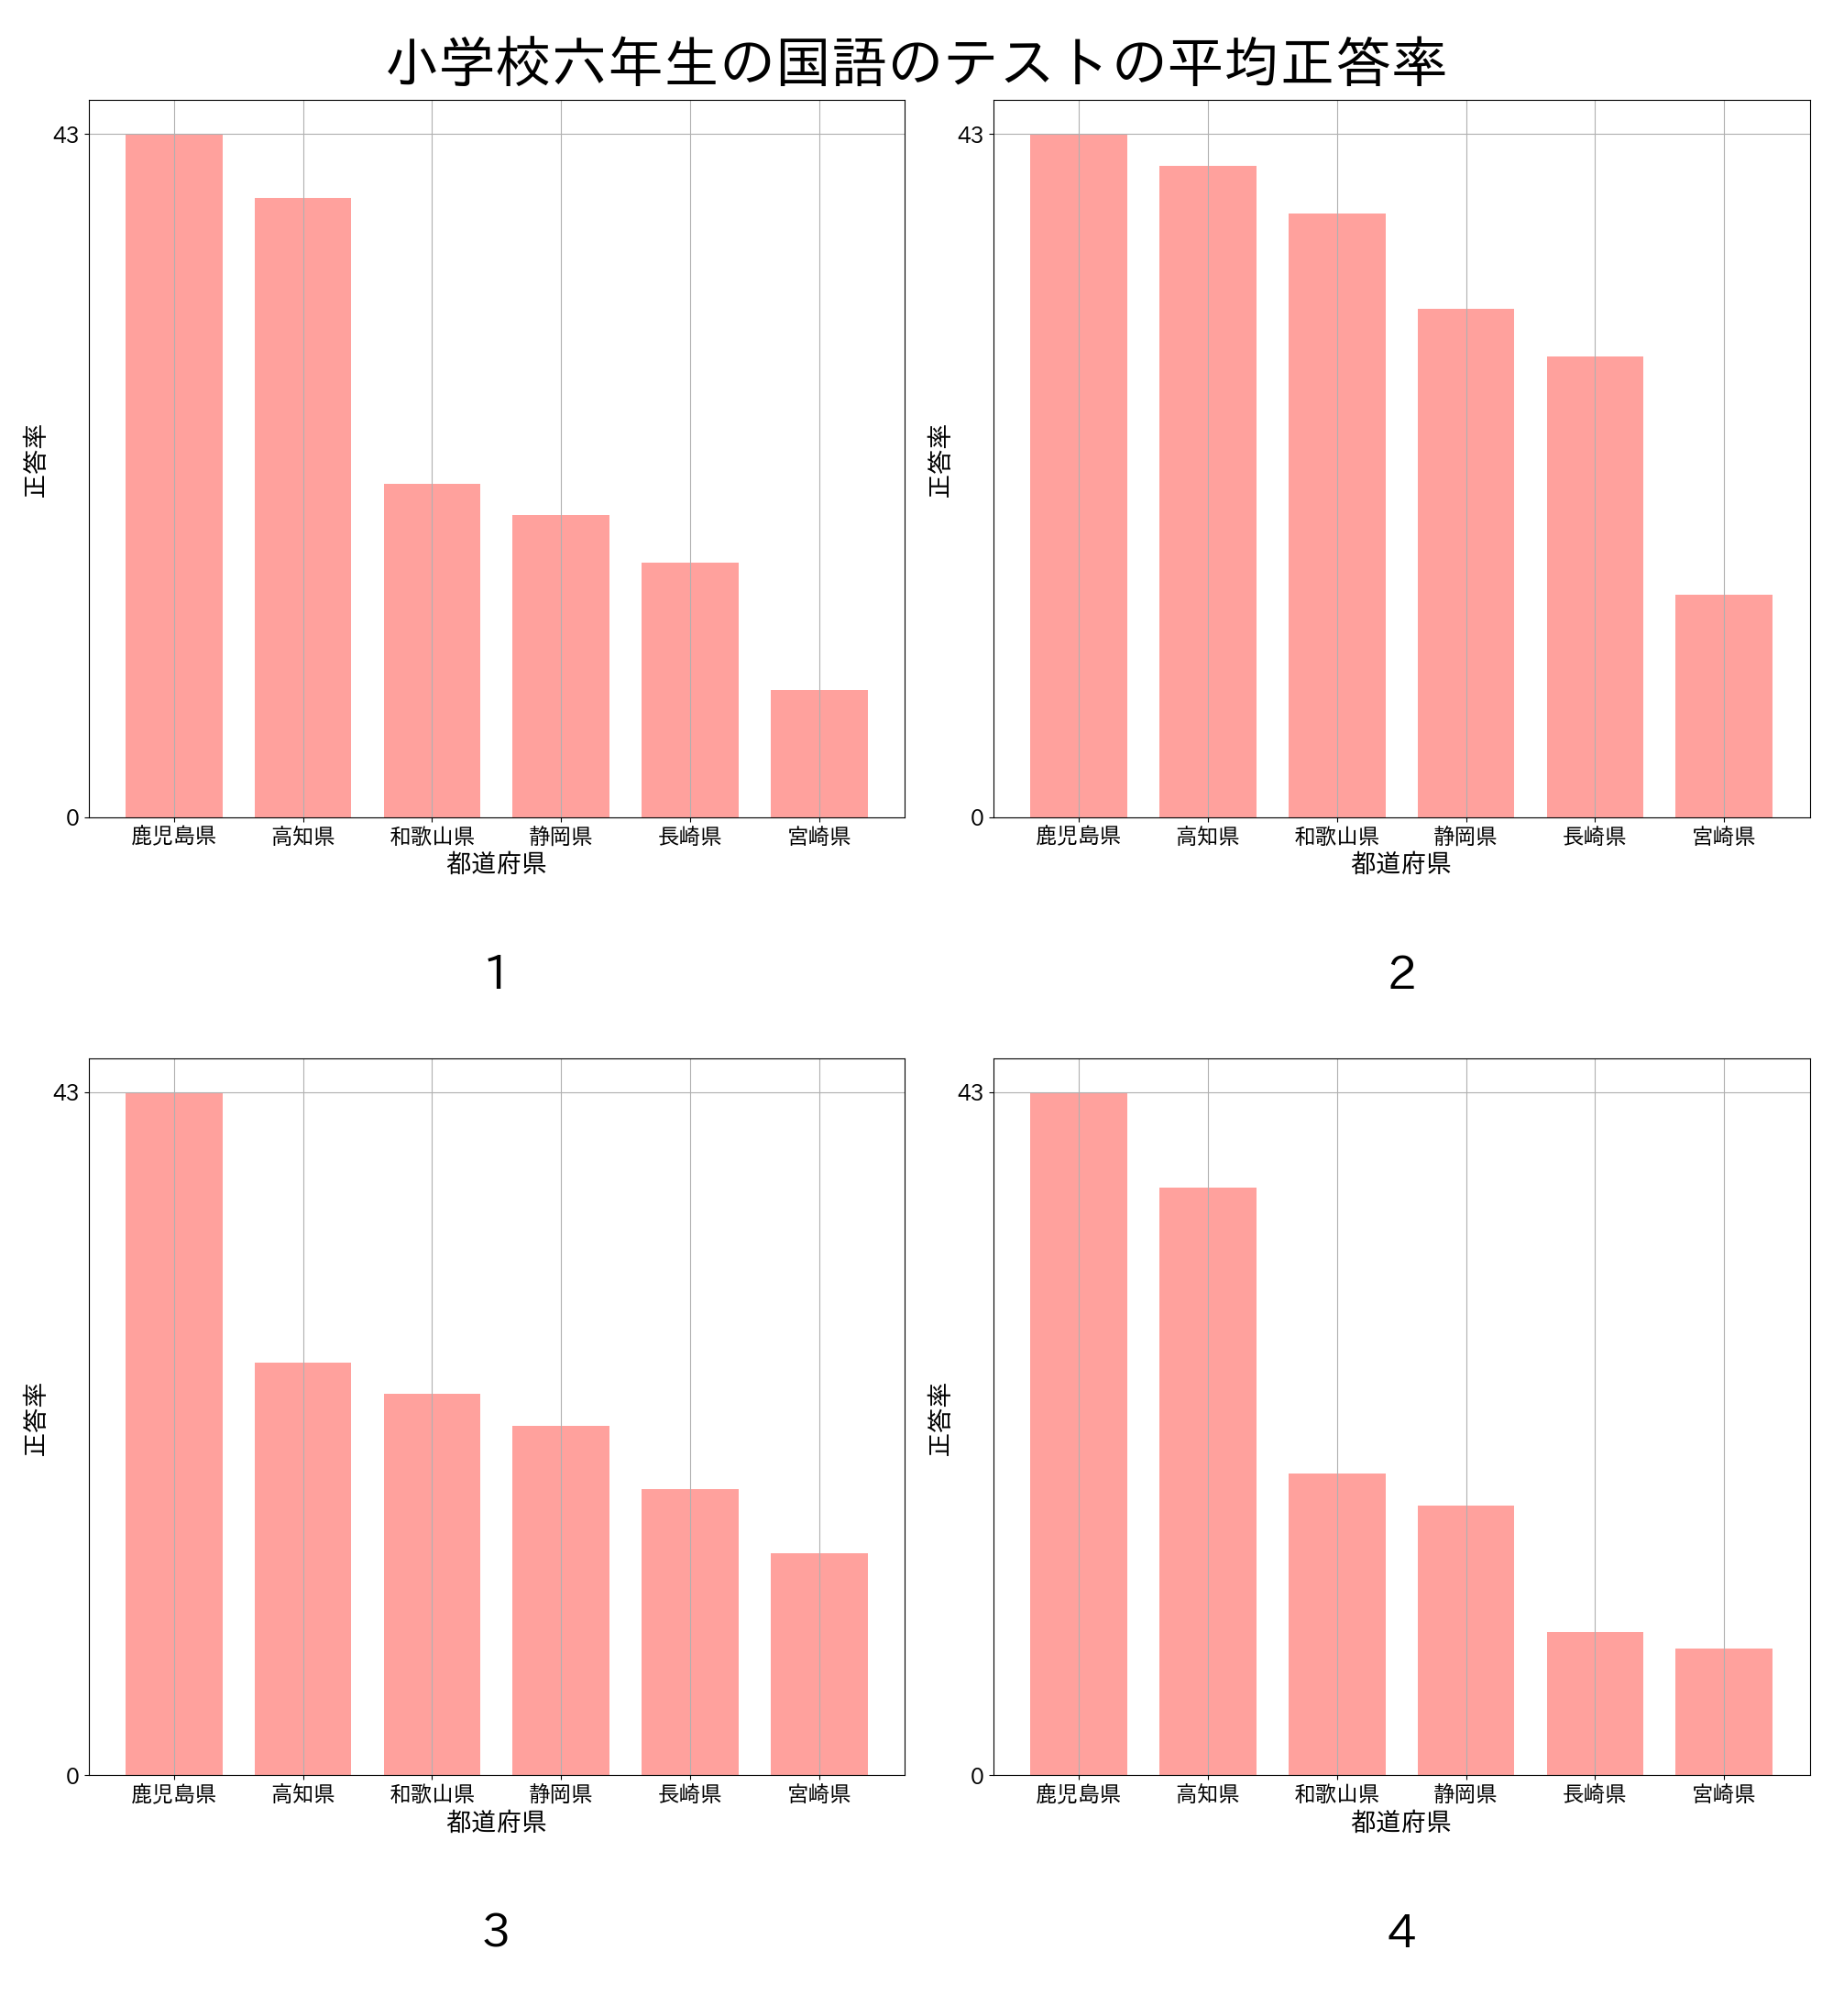 小学校六年生の国語のテストの平均正答率
43
0
正答率
鹿児島県 高知県 和歌山県 静岡県 長崎県 宮崎県
都道府県
1
43
0
正答率
鹿児島県 高知県 和歌山県 静岡県 長崎県 宮崎県
都道府県
2
43
0
正答率
鹿児島県 高知県 和歌山県 静岡県 長崎県 宮崎県
都道府県
3
43
0
正答率
鹿児島県 高知県 和歌山県 静岡県 長崎県 宮崎県
都道府県
4